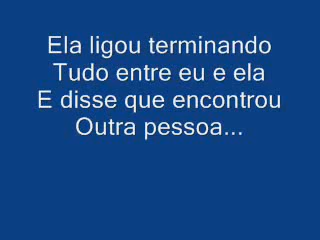 Ela ligou terminando
Tudo entre eu e ela
E disse que encontrou
Outra pessoa...